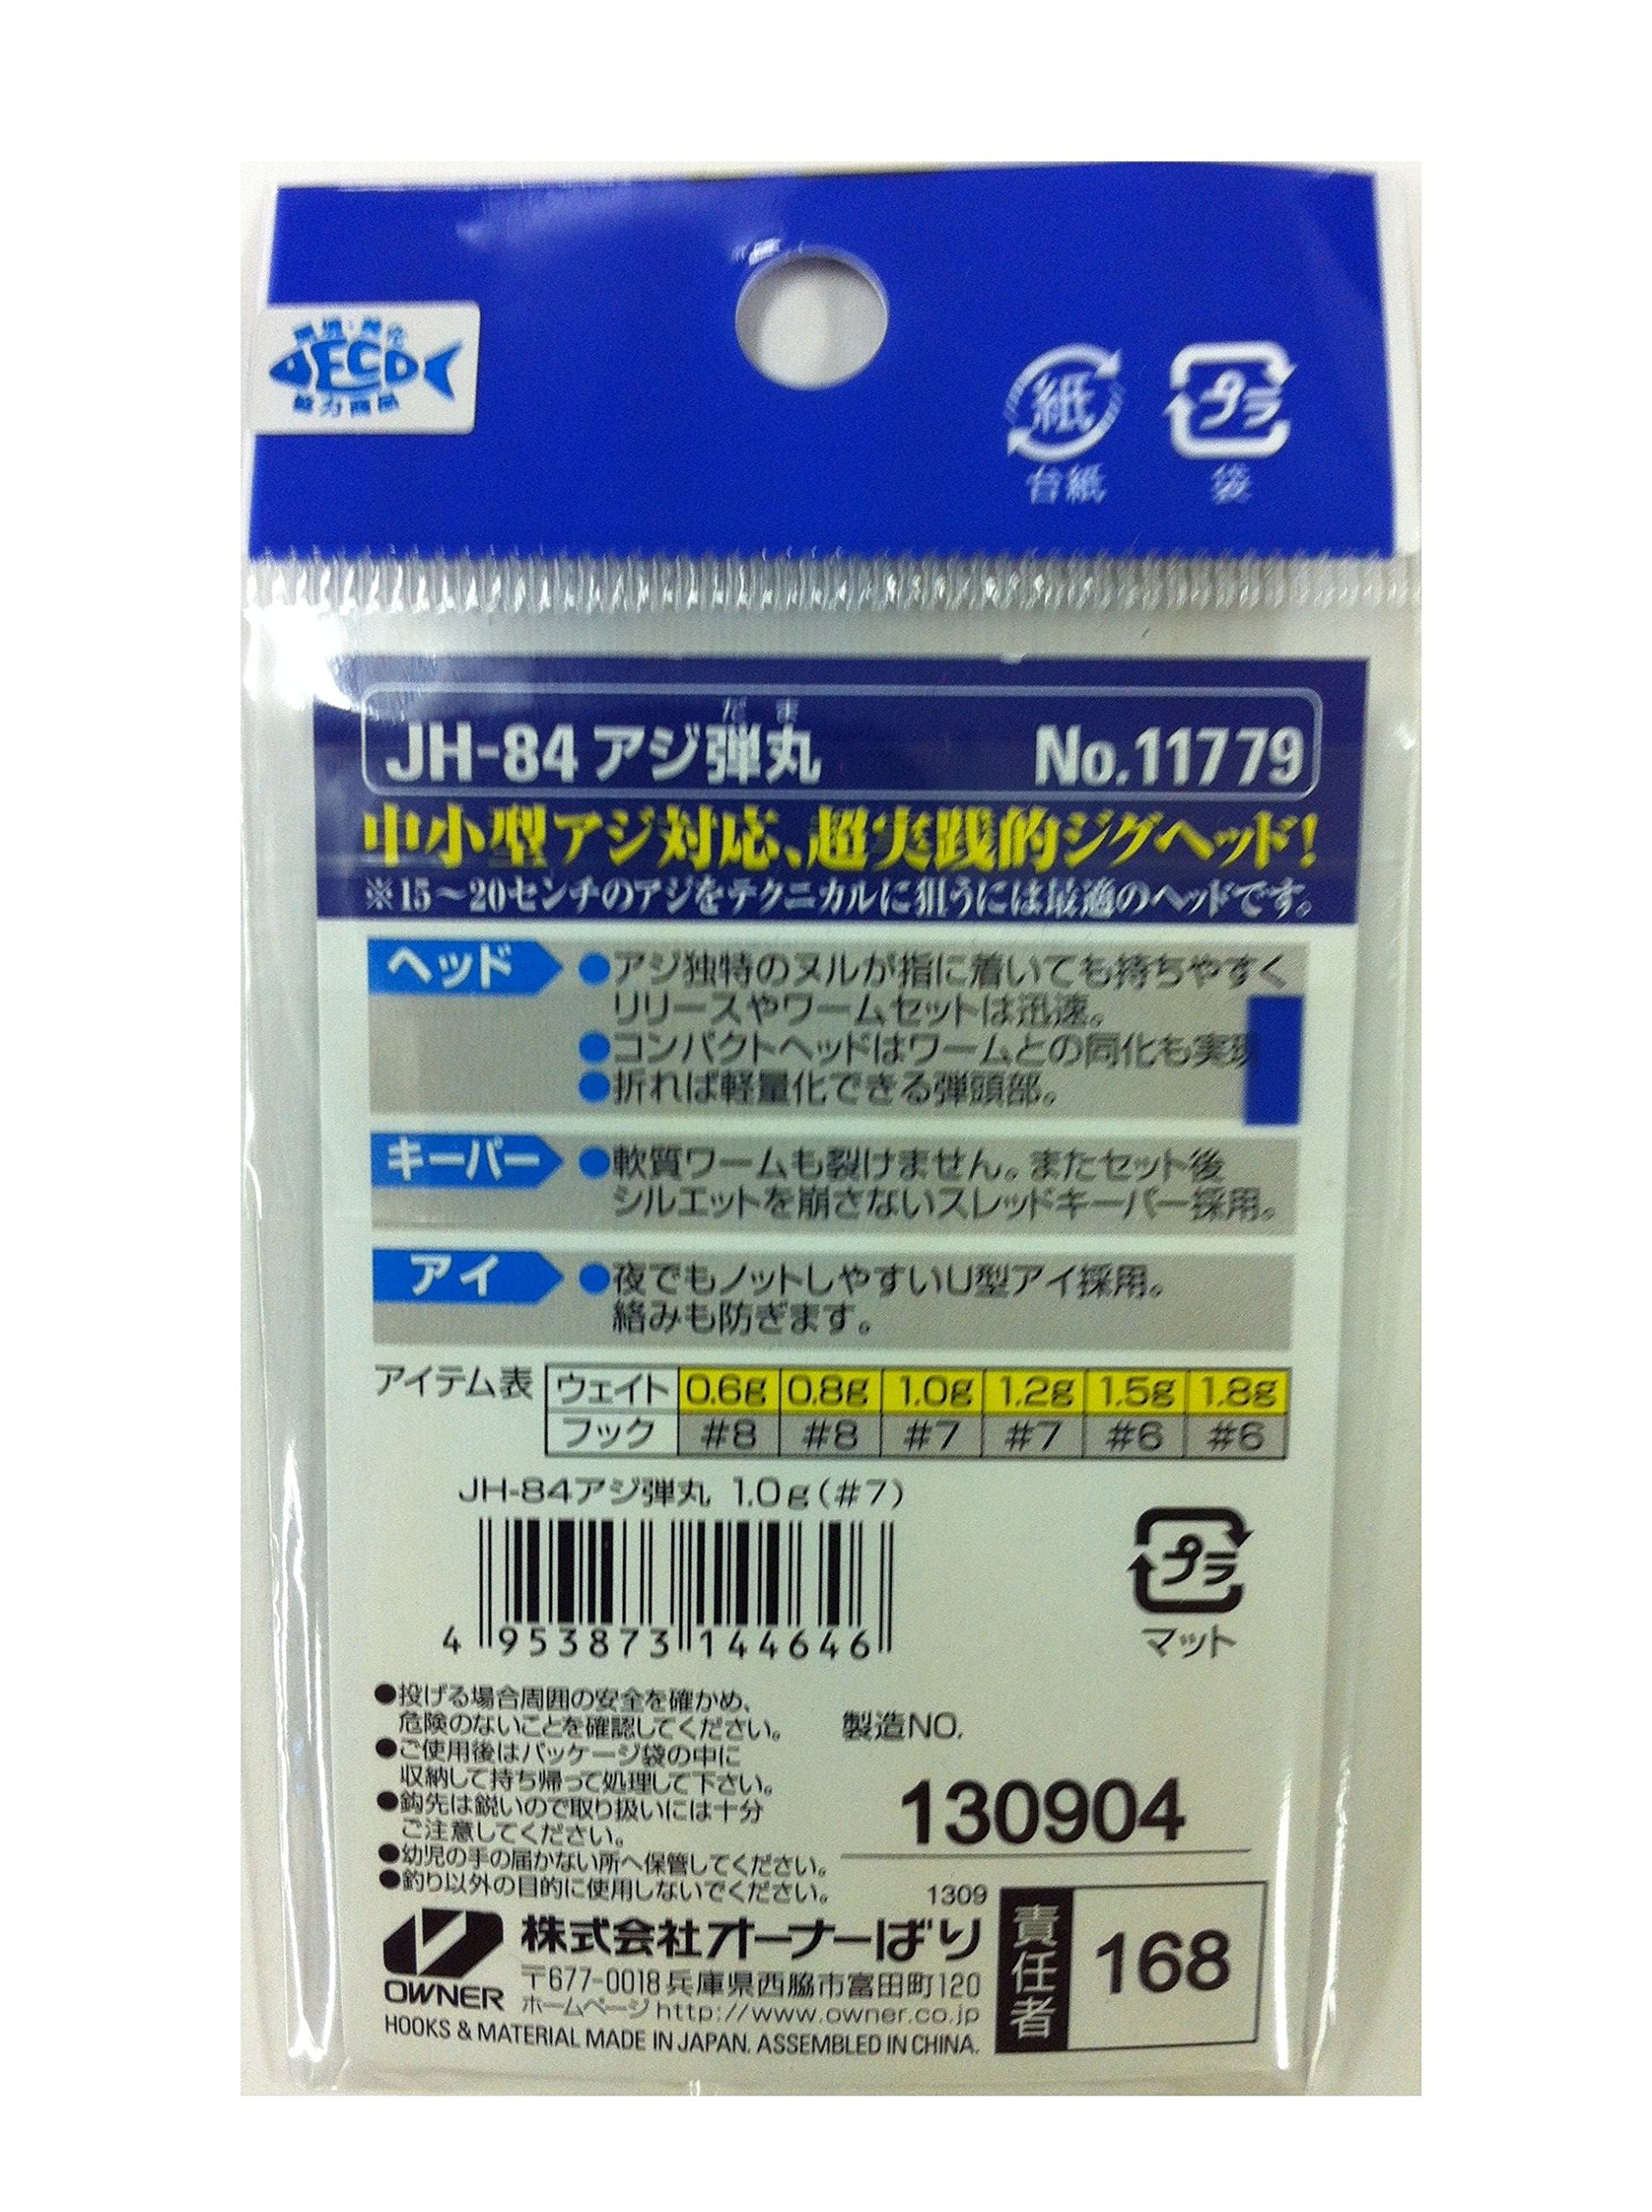 環境・美化
ECO
協力商品
紙
台紙
プラ
袋
だま
JH-84 アジ弾丸 No.11779
中小型アジ対応、超実践的ジグヘッド!
※15～20センチのアジをテクニカルに狙うには最適のヘッドです。
ヘッド ●アジ独特のヌルが指に着いても持ちやすく
リリースやワームセットは迅速。
●コンパクトヘッドはワームとの同化も実現
●折れば軽量化できる弾頭部。
キーパー ●軟質ワームも裂けません。またセット後
シルエットを崩さないスレッドキーパー採用。
アイ ●夜でもノットしやすいU型アイ採用。
絡みも防ぎます。
アイテム表 ウェイト 0.6g 0.8g 1.0g 1.2g 1.5g 1.8g
フック #8 #8 #7 #7 #6 #6
JH-84アジ弾丸 1.0g(#7)
4 953873 144646
プラ
マット
●投げる場合周囲の安全を確かめ、
危険のないことを確認してください。
●ご使用後はパッケージ袋の中に
収納して持ち帰って処理して下さい。
●鈎先は鋭いので取り扱いには十分
ご注意してください。
●幼児の手の届かない所へ保管してください。
●釣り以外の目的に使用しないでください。
製造NO.
130904
1309
OWNER
株式会社オーナーばり
〒677-0018 兵庫県西脇市富田町120
ホームページ http://www.owner.co.jp
HOOKS & MATERIAL MADE IN JAPAN. ASSEMBLED IN CHINA.
責任者
168